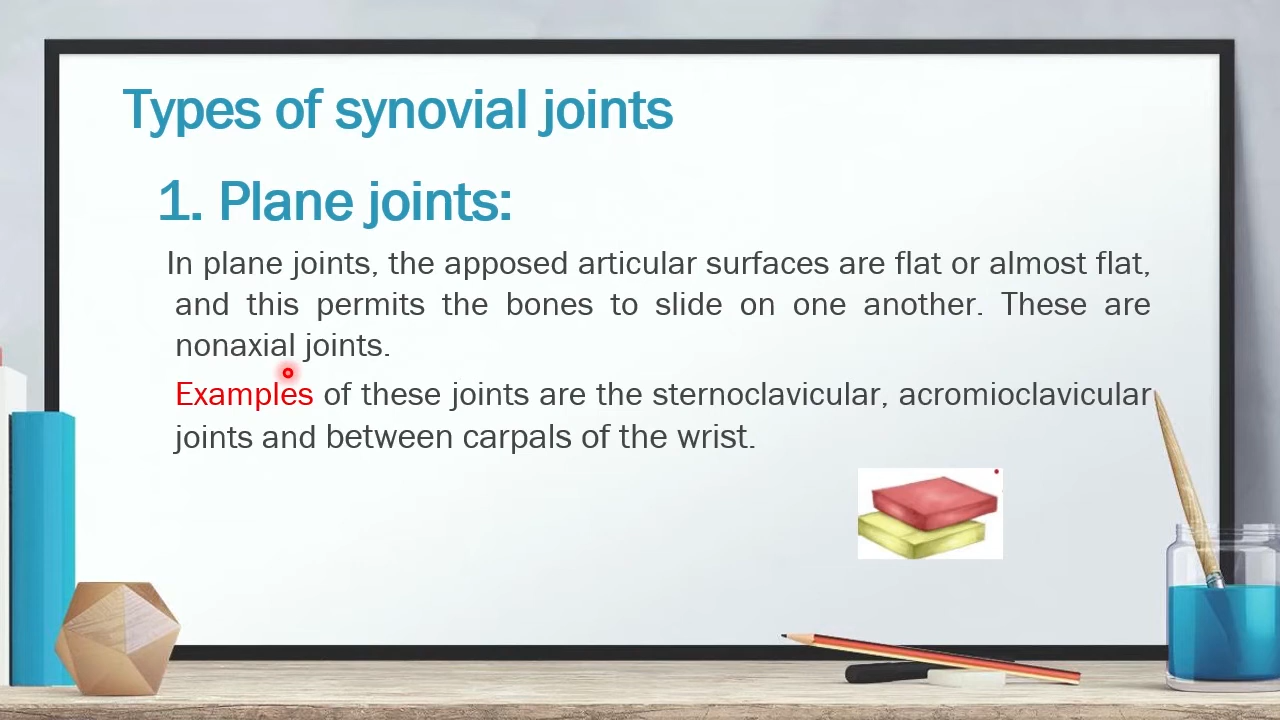 Types of synovial joints
1. Plane joints:
In plane joints, the apposed articular surfaces are flat or almost flat,
and this permits the bones to slide on one another. These are
nonaxial joints.
Examples of these joints are the sternoclavicular, acromioclavicular
joints and between carpals of the wrist.